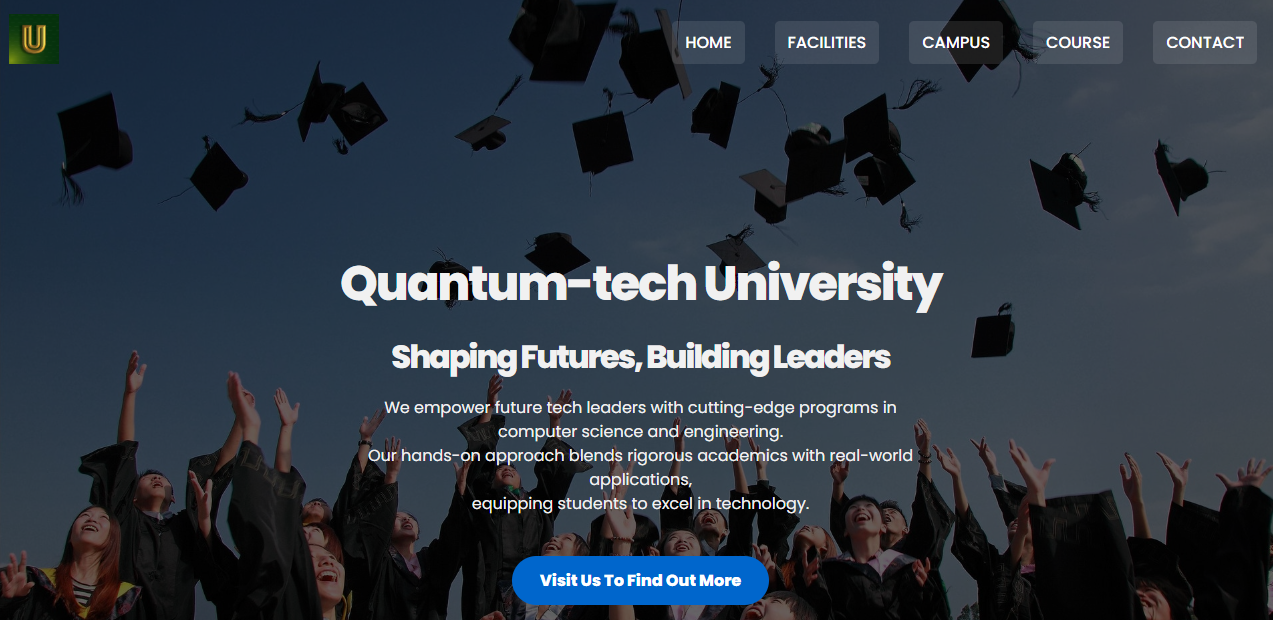 U
HOME FACILITIES CAMPUS COURSE CONTACT
Quantum-tech University
Shaping Futures, Building Leaders
We empower future tech leaders with cutting-edge programs in
computer science and engineering.
Our hands-on approach blends rigorous academics with real-world
applications,
equipping students to excel in technology.
Visit Us To Find Out More